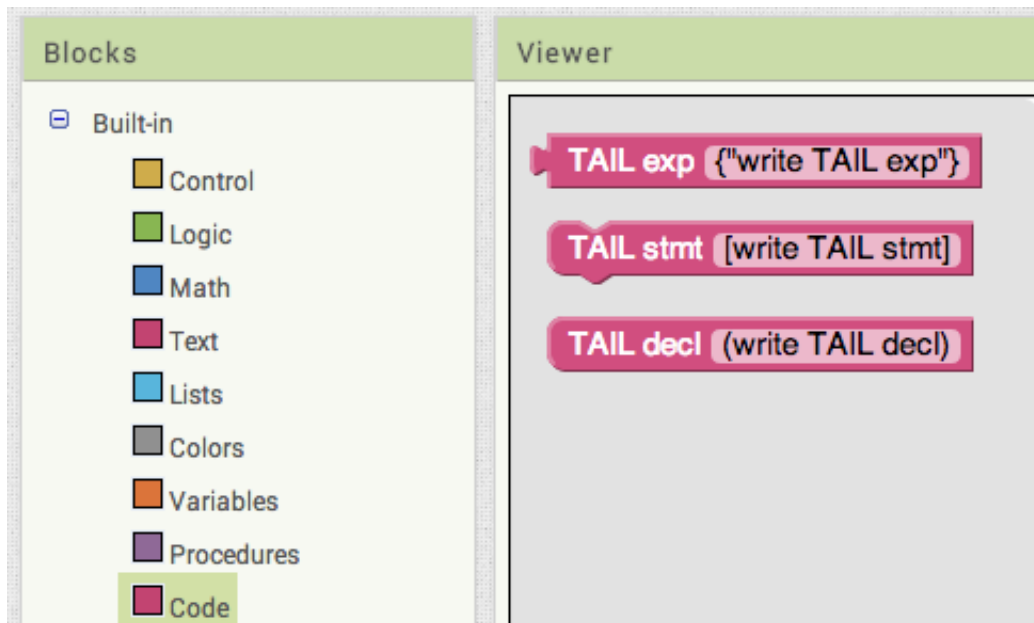 Blocks
Built-in
Control
Logic
Math
Text
Lists
Colors
Variables
Procedures
Code
Viewer
TAIL exp {"write TAIL exp"}
TAIL stmt [write TAIL stmt]
TAIL decl (write TAIL decl)